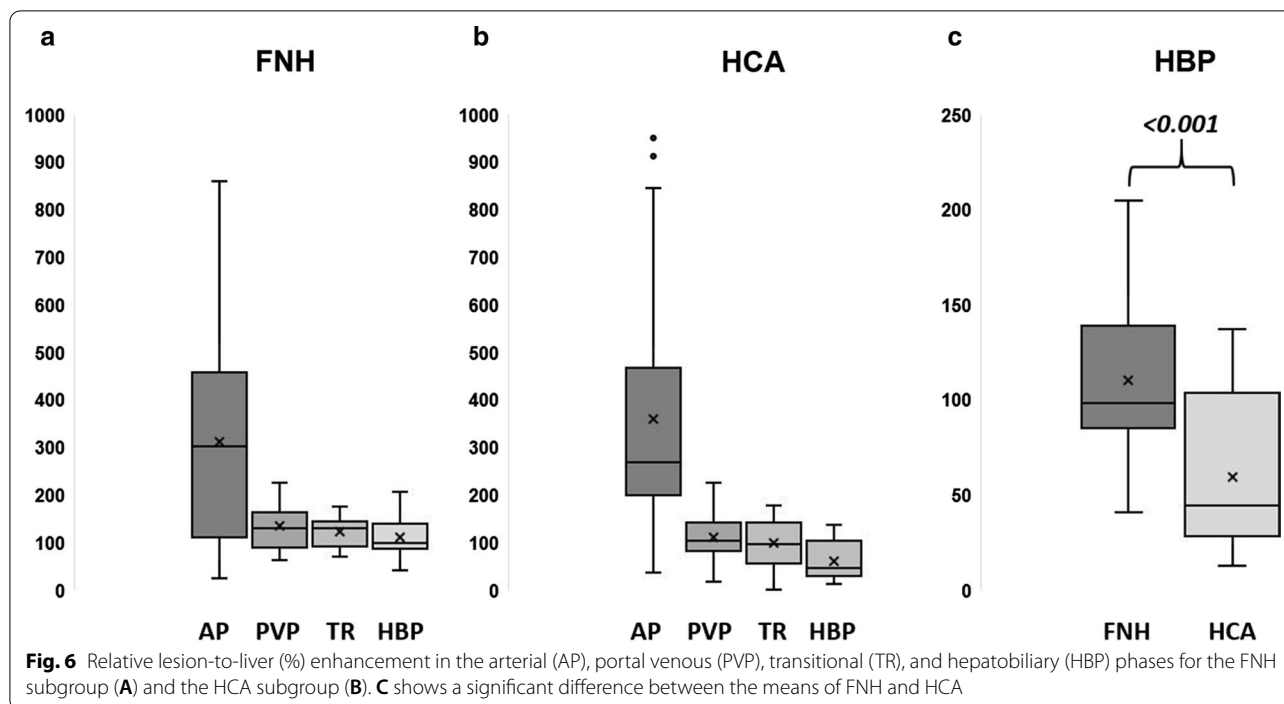 a
FNH
1000
900
800
700
600
500
400
300
200
100
0
AP PVP TR HBP
b
HCA
1000
900
800
700
600
500
400
300
200
100
0
AP PVP TR HBP
c
HBP
250
200
150
100
50
0
<0.001
FNH HCA
Fig. 6 Relative lesion-to-liver (%) enhancement in the arterial (AP), portal venous (PVP), transitional (TR), and hepatobiliary (HBP) phases for the FNH
subgroup (A) and the HCA subgroup (B). C shows a significant difference between the means of FNH and HCA